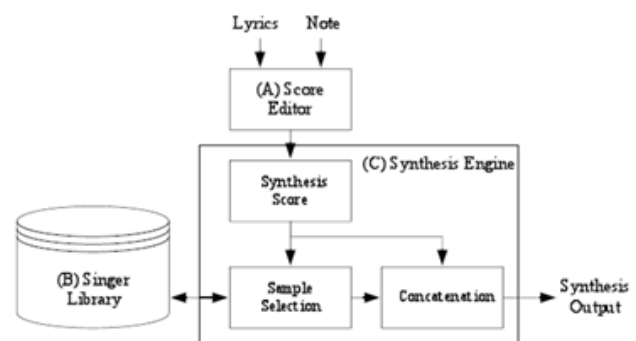 Lyrics Note
(A) Score
Editor
(C) Synthesis Engine
Synthesis
Score
(B) Singer
Library
Sample
Selection
Concatenation
Synthesis
Output